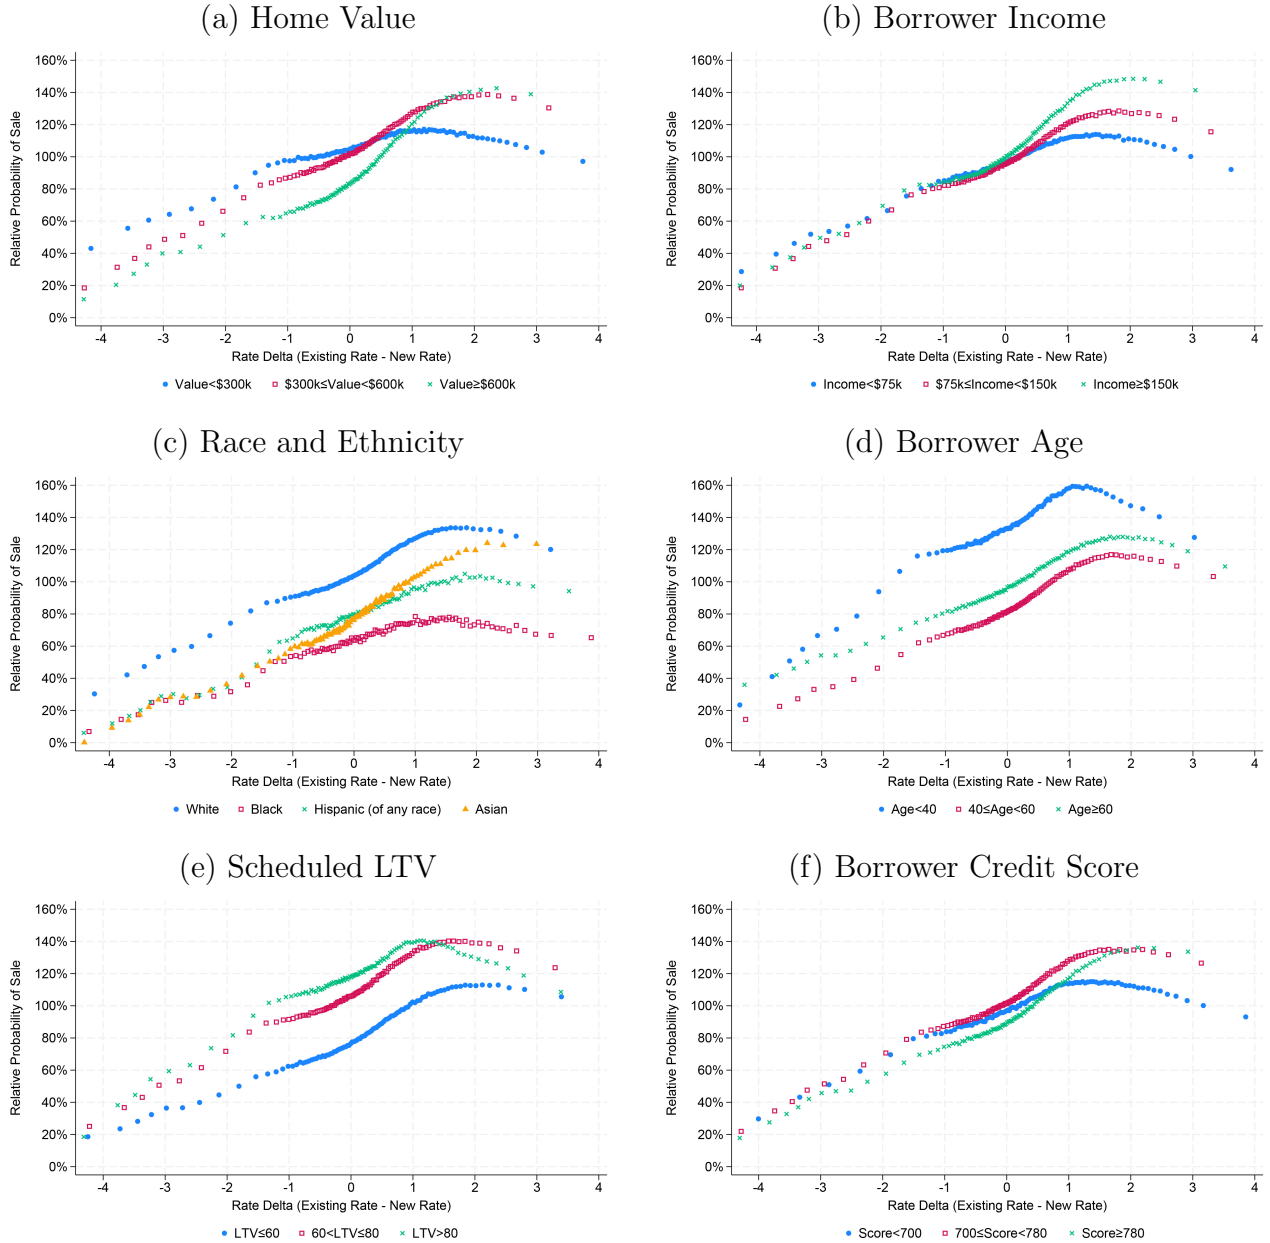 (a) Home Value
Relative Probability of Sale
160%
140%
120%
100%
80%
60%
40%
20%
0%
-4 -3 -2 -1 0 1 2 3 4
Rate Delta (Existing Rate - New Rate)
Value<$300k $300k≤Value<$600k Value≥$600k
(b) Borrower Income
Relative Probability of Sale
160%
140%
120%
100%
80%
60%
40%
20%
0%
-4 -3 -2 -1 0 1 2 3 4
Rate Delta (Existing Rate - New Rate)
Income<$75k $75k≤Income<$150k Income≥$150k
(c) Race and Ethnicity
Relative Probability of Sale
160%
140%
120%
100%
80%
60%
40%
20%
0%
-4 -3 -2 -1 0 1 2 3 4
Rate Delta (Existing Rate - New Rate)
White Black Hispanic (of any race) Asian
(d) Borrower Age
Relative Probability of Sale
160%
140%
120%
100%
80%
60%
40%
20%
0%
-4 -3 -2 -1 0 1 2 3 4
Rate Delta (Existing Rate - New Rate)
Age<40 40≤Age<60 Age≥60
(e) Scheduled LTV
Relative Probability of Sale
160%
140%
120%
100%
80%
60%
40%
20%
0%
-4 -3 -2 -1 0 1 2 3 4
Rate Delta (Existing Rate - New Rate)
LTV≤60 60<LTV≤80 LTV>80
(f) Borrower Credit Score
Relative Probability of Sale
160%
140%
120%
100%
80%
60%
40%
20%
0%
-4 -3 -2 -1 0 1 2 3 4
Rate Delta (Existing Rate - New Rate)
Score<700 700≤Score<780 Score≥780